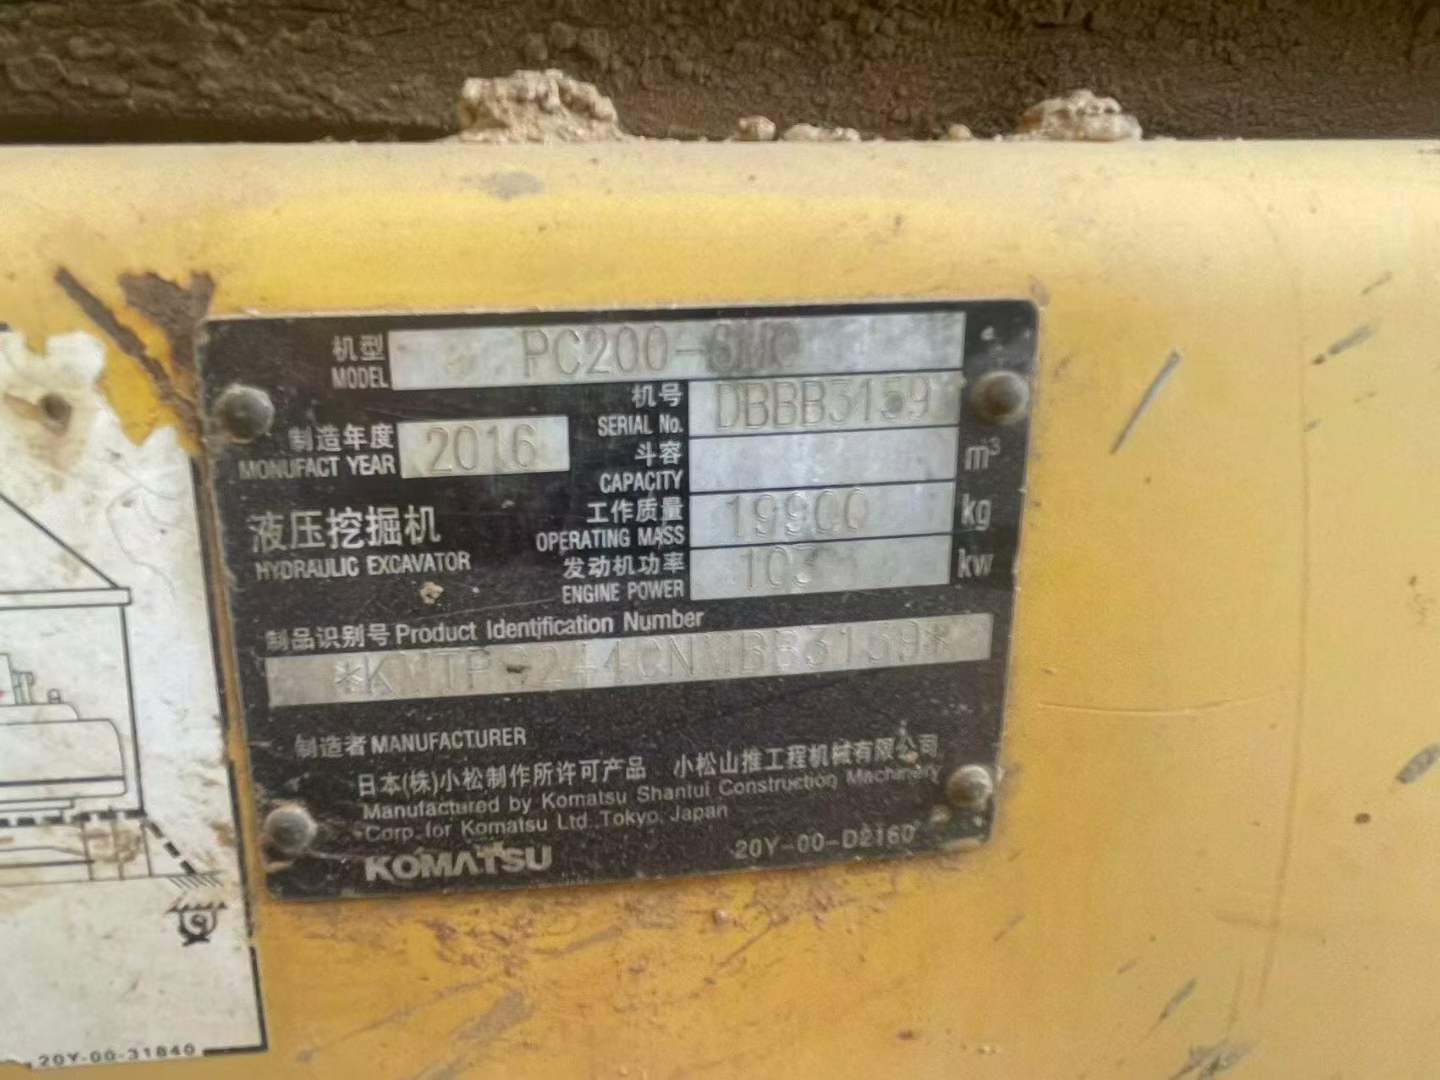 机型 MODEL PC200-8M0
机号 SERIAL No. DBBB3159
制造年度 MONUFACT YEAR 2016
斗容 CAPACITY m³
液压挖掘机 HYDRAULIC EXCAVATOR
工作质量 OPERATING MASS 19900 kg
发动机功率 ENGINE POWER 103 kw
制品识别号 Product Identification Number
制造者 MANUFACTURER
日本(株)小松制作所许可产品 小松山推工程机械有限公司
Manufactured by Komatsu Shantui Construction Machinery
Corp. for Komatsu Ltd. Tokyo, Japan
KOMATSU
20Y-00-D2160
20Y-00-31840